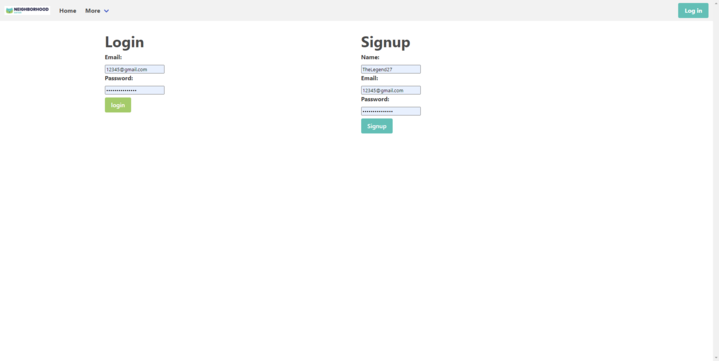 NEIGHBORHOOD
Home
More
Log in
Login
Email:
12345@gmail.com
Password:
••••••••••••••••
login
Signup
Name:
TheLegend27
Email:
12345@gmail.com
Password:
••••••••••••••••
Signup